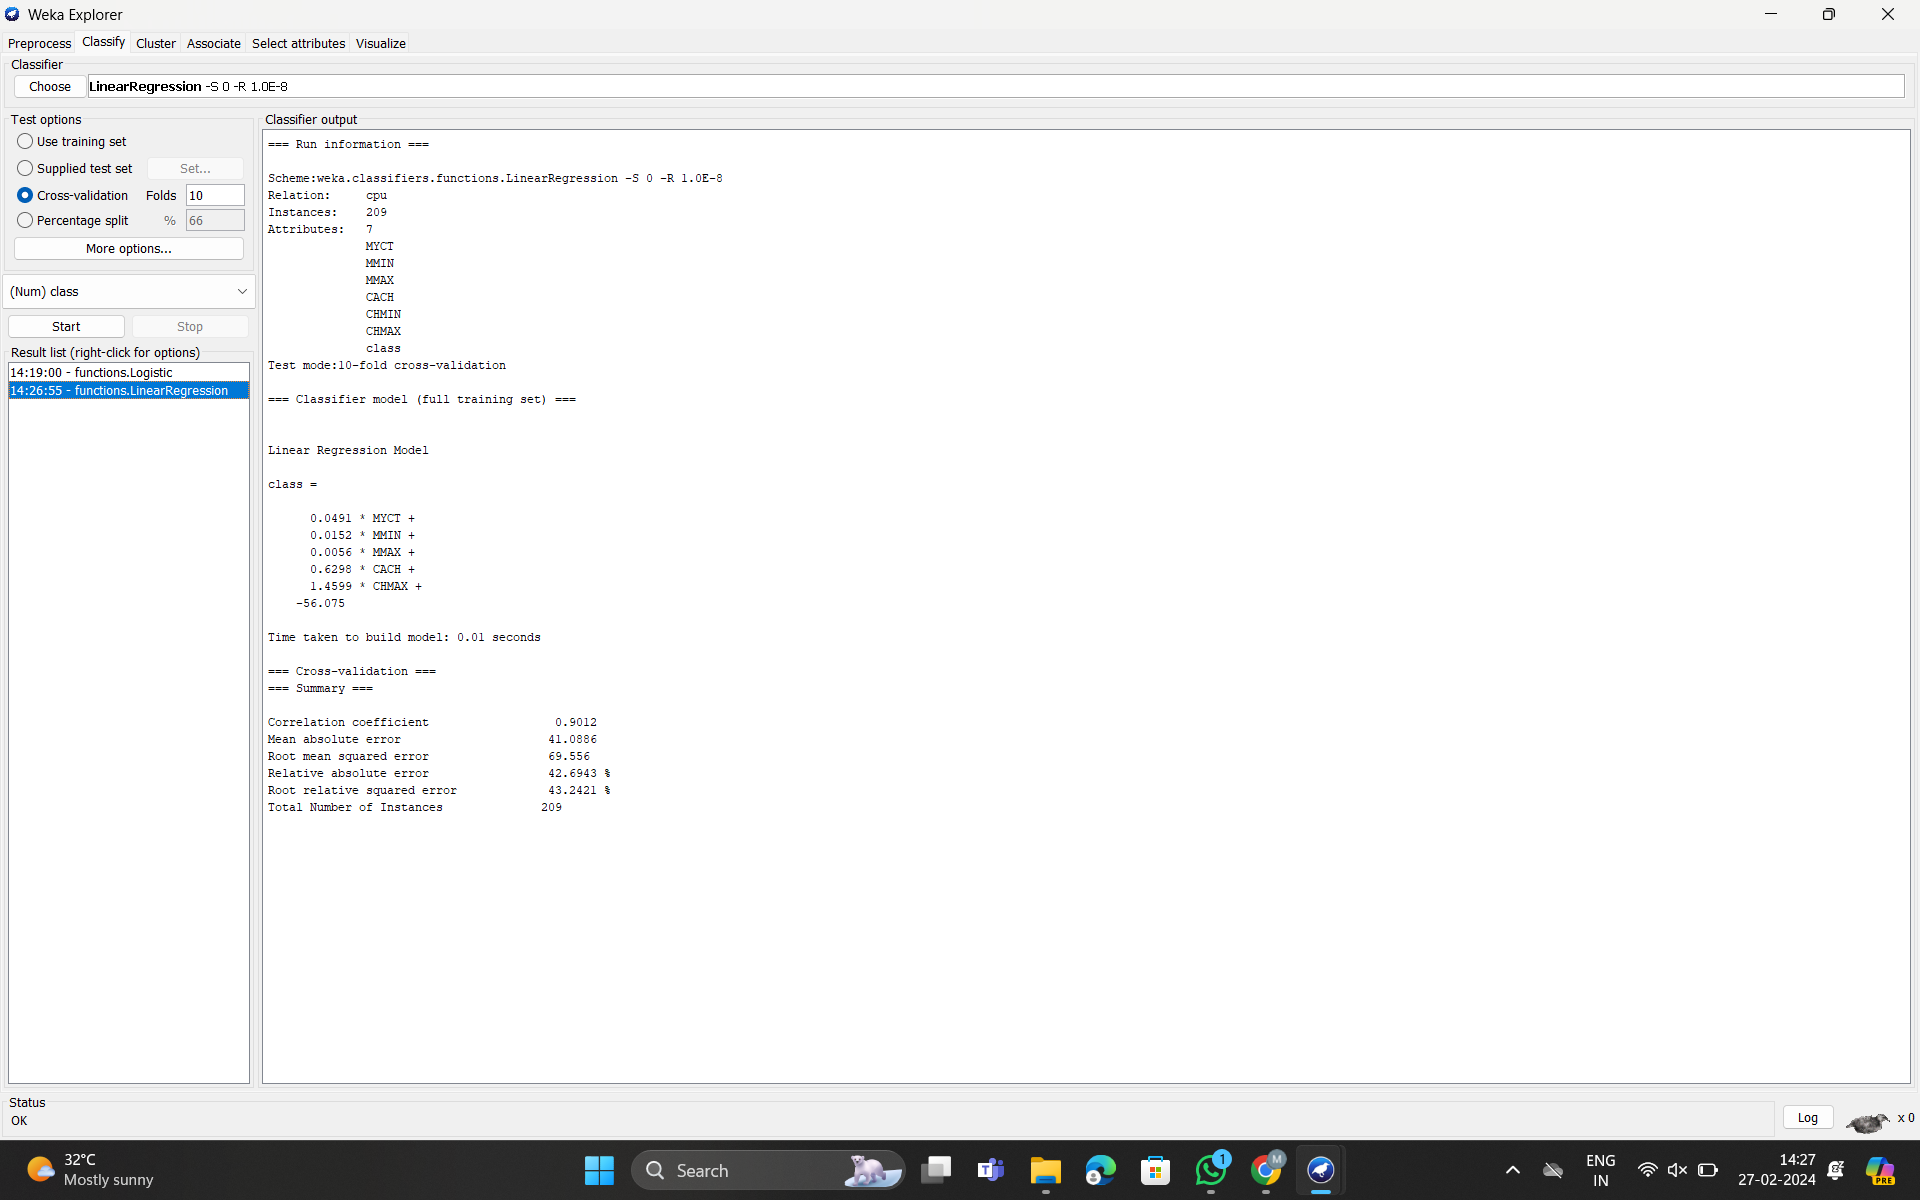 Weka Explorer
Preprocess Classify Cluster Associate Select attributes Visualize
Classifier
Choose LinearRegression -S 0 -R 1.0E-8
Test options
Use training set
Supplied test set Set...
Cross-validation Folds 10
Percentage split % 66
More options...
(Num) class
Start Stop
Result list (right-click for options)
14:19:00 - functions.Logistic
14:26:55 - functions.LinearRegression
Classifier output
=== Run information ===
Scheme:weka.classifiers.functions.LinearRegression -S 0 -R 1.0E-8
Relation: cpu
Instances: 209
Attributes: 7
MYCT
MMIN
MMAX
CACH
CHMIN
CHMAX
class
Test mode:10-fold cross-validation
=== Classifier model (full training set) ===
Linear Regression Model
class =
0.0491 * MYCT +
0.0152 * MMIN +
0.0056 * MMAX +
0.6298 * CACH +
1.4599 * CHMAX +
-56.075
Time taken to build model: 0.01 seconds
=== Cross-validation ===
=== Summary ===
Correlation coefficient 0.9012
Mean absolute error 41.0886
Root mean squared error 69.556
Relative absolute error 42.6943 %
Root relative squared error 43.2421 %
Total Number of Instances 209
Status
OK
Log x 0
32°C
Mostly sunny
Search
T
1
M
ENG
IN
14:27
27-02-2024
PRE